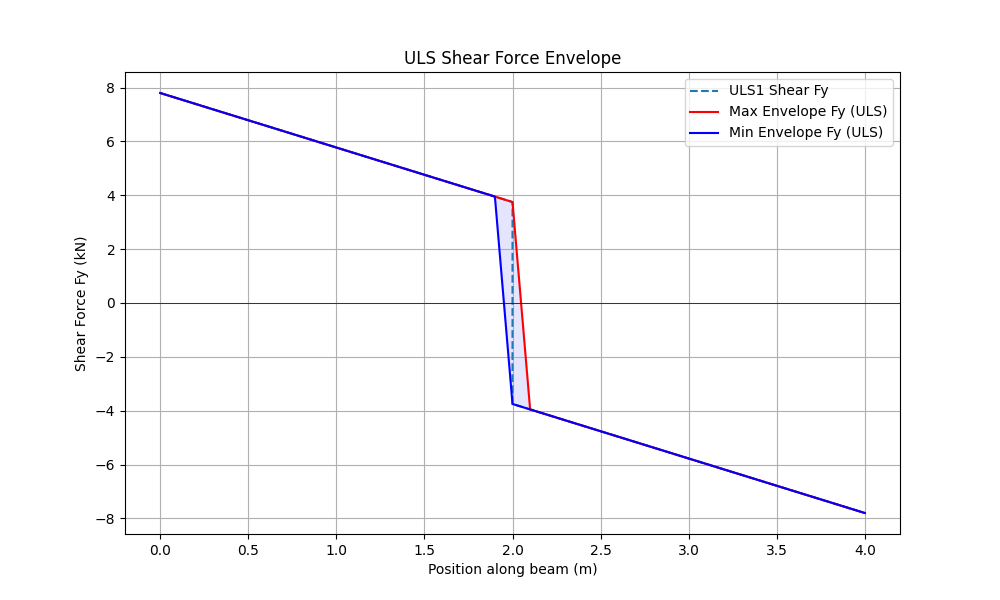 ULS Shear Force Envelope
ULS1 Shear Fy
Max Envelope Fy (ULS)
Min Envelope Fy (ULS)
Shear Force Fy (kN)
8
6
4
2
0
−2
−4
−6
−8
0.0 0.5 1.0 1.5 2.0 2.5 3.0 3.5 4.0
Position along beam (m)